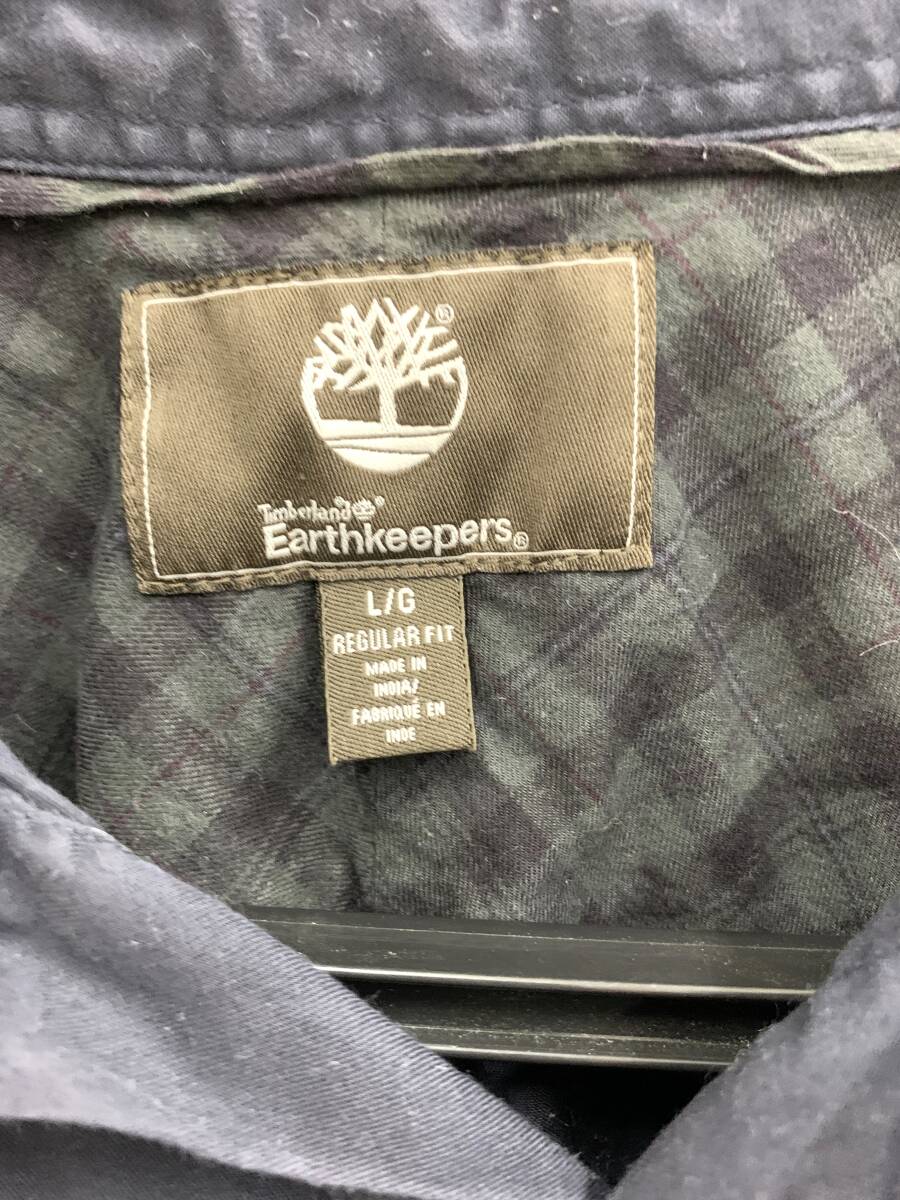 ®
Timberland®®
Earthkeepers®
L/G
REGULAR FIT
MADE IN
INDIA/
FABRIQUÉ EN
INDE